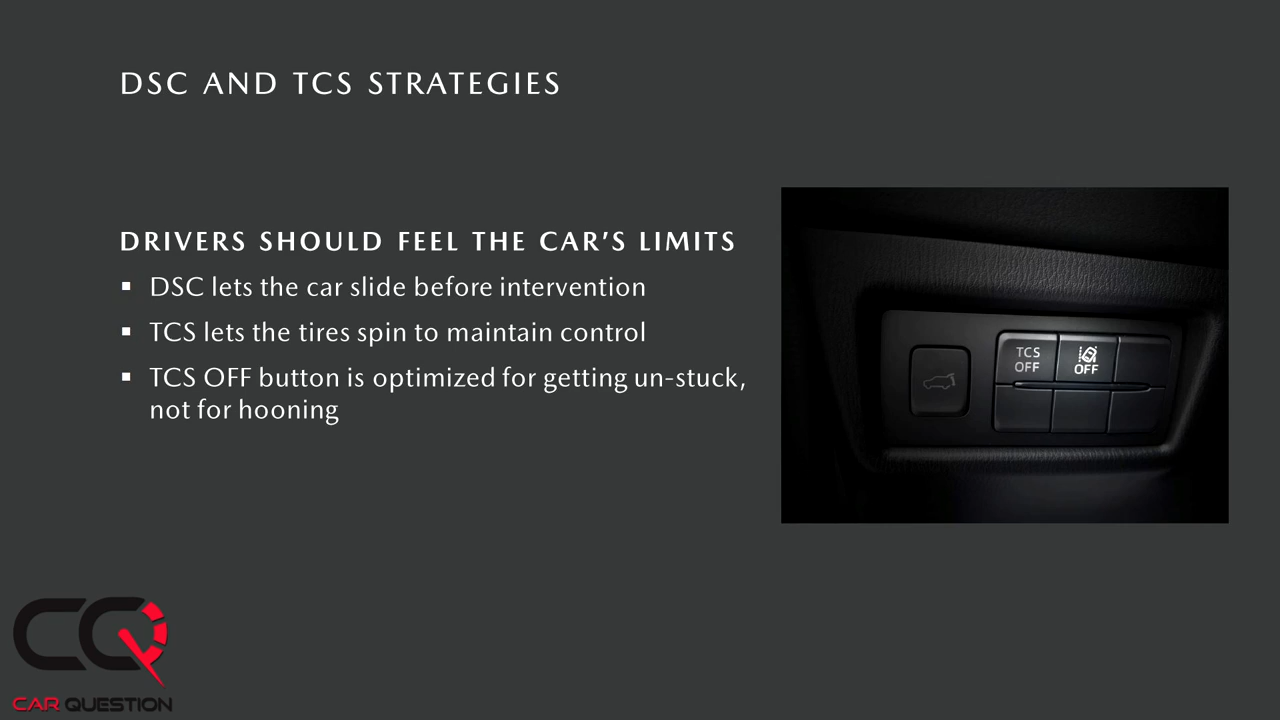 DSC AND TCS STRATEGIES
DRIVERS SHOULD FEEL THE CAR’S LIMITS
▪ DSC lets the car slide before intervention
▪ TCS lets the tires spin to maintain control
▪ TCS OFF button is optimized for getting un-stuck,
not for hooning
TCS
OFF
OFF
CQ
CAR QUESTION